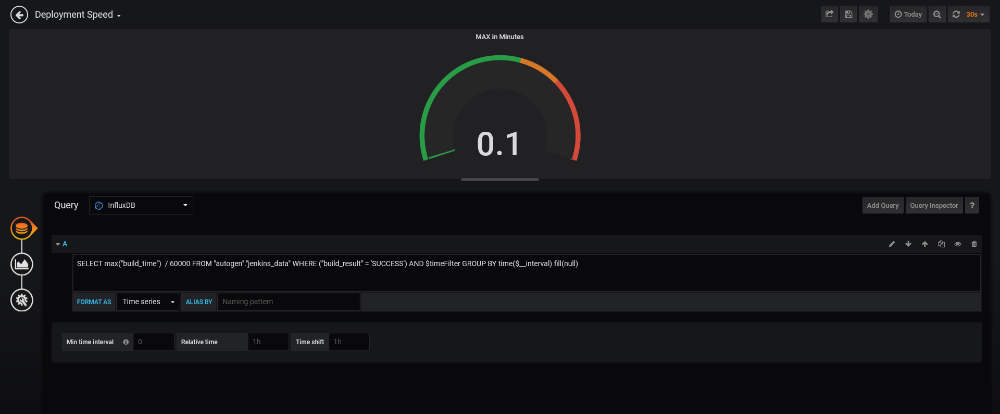 Deployment Speed
Today
30s
MAX in Minutes
0.1
Query
InfluxDB
Add Query
Query Inspector
?
A
SELECT max("build_time")  / 60000 FROM "autogen"."jenkins_data" WHERE ("build_result" = 'SUCCESS') AND $timeFilter GROUP BY time($__interval) fill(null)
FORMAT AS
Time series
ALIAS BY
Naming pattern
Min time interval
0
Relative time
1h
Time shift
1h